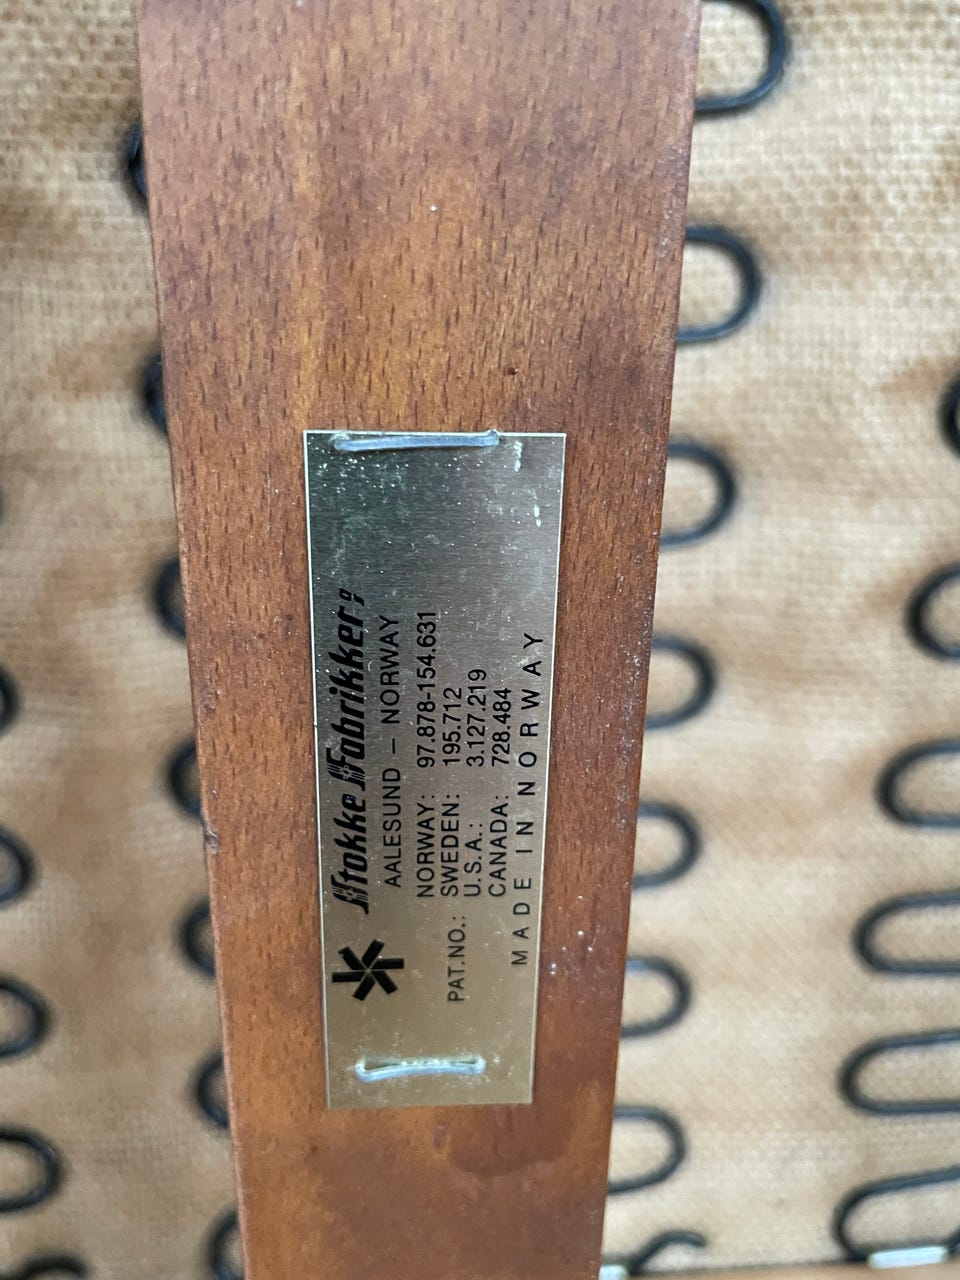 Stokke Fabrikker A/S
AALESUND – NORWAY
NORWAY: 97.878-154.631
PAT.NO.: SWEDEN: 195.712
U.S.A.: 3.127.219
CANADA: 728.484
MADE IN NORWAY